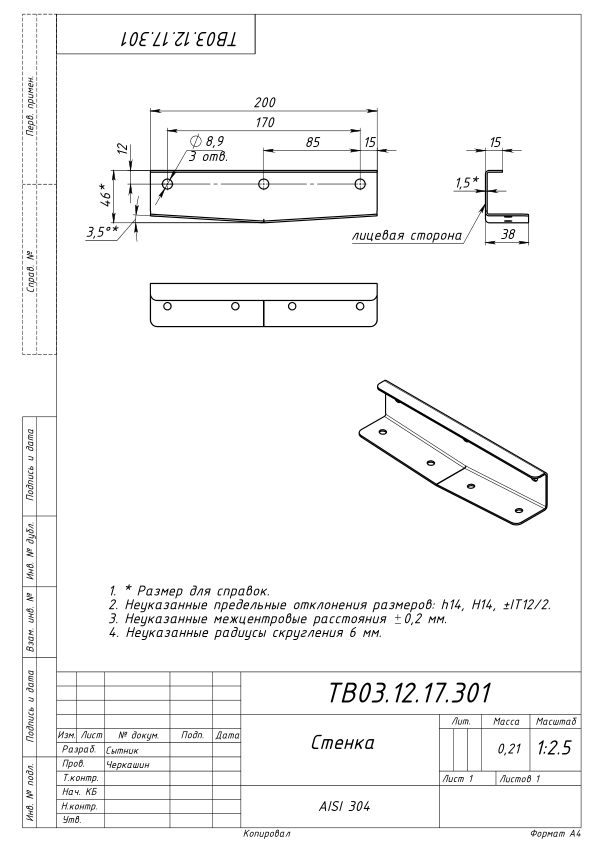 ТВ03.12.17.301
Перв. примен.
Справ. №
Подпись и дата
Инв. № дубл.
Взам. инв. №
Подпись и дата
Инв. № подл.
200
170
∅ 8,9
3 отв.
85
15
12
46*
3,5°*
15
1,5*
лицевая сторона
38
1. * Размер для справок.
2. Неуказанные предельные отклонения размеров: h14, H14, ±IT12/2.
3. Неуказанные межцентровые расстояния ±0,2 мм.
4. Неуказанные радиусы скругления 6 мм.
ТВ03.12.17.301
Изм. Лист № докум. Подп. Дата
Разраб. Сытник
Пров. Черкашин
Т.контр.
Нач. КБ
Н.контр.
Утв.
Стенка
AISI 304
Лит. Масса Масштаб
0,21 1:2.5
Лист 1 Листов 1
Копировал Формат А4